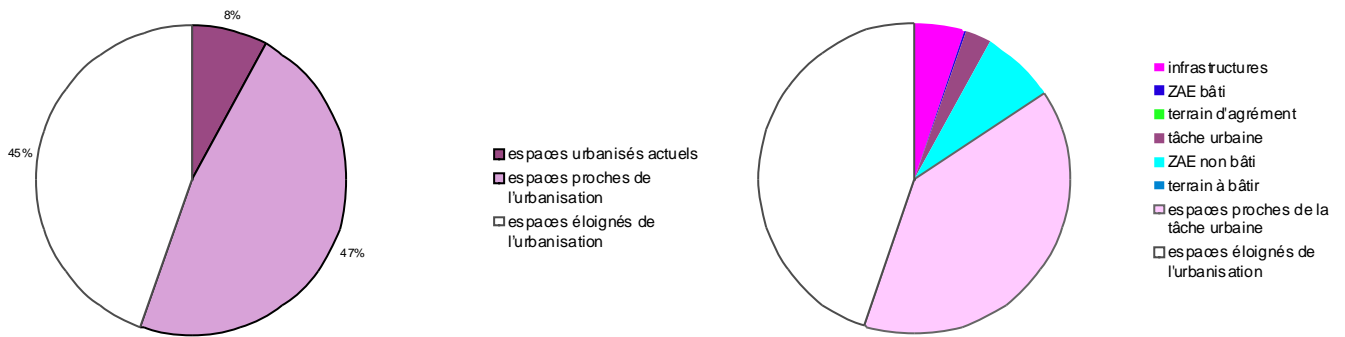 8%
45%
47%
espaces urbanisés actuels
espaces proches de
l'urbanisation
espaces éloignés de
l'urbanisation
infrastructures
ZAE bâti
terrain d'agrément
tâche urbaine
ZAE non bâti
terrain à bâtir
espaces proches de la
tâche urbaine
espaces éloignés de
l'urbanisation